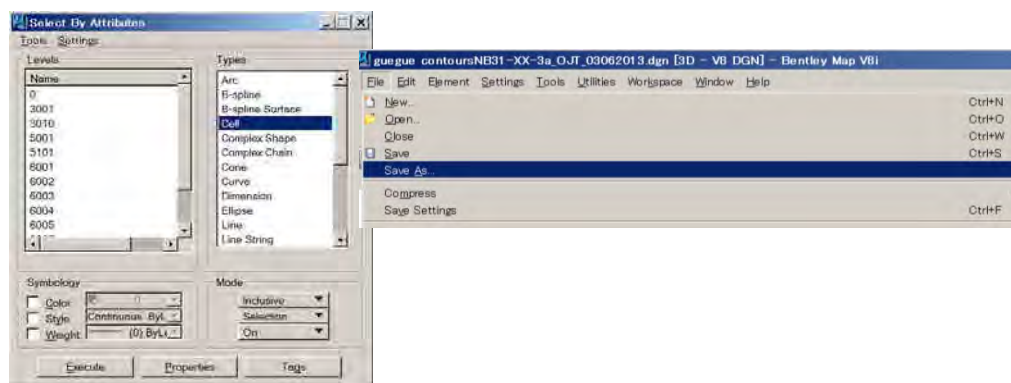 Select By Attributes
Tools Settings
Levels
Name
0
3001
3010
5001
5101
6001
6002
6003
6004
6005
Types
Arc
B-spline
B-spline Surface
Cell
Complex Shape
Complex Chain
Cone
Curve
Dimension
Ellipse
Line
Line String
Symbology
Color 0
Style Continuous ByL
Weight (0) ByLe
Mode
Inclusive
Selection
On
Execute Properties Tags
guegue contoursNB31-XX-3a_OJT_03062013.dgn [3D - V8 DGN] - Bentley Map V8i
File Edit Element Settings Tools Utilities Workspace Window Help
New... Ctrl+N
Open... Ctrl+O
Close Ctrl+W
Save Ctrl+S
Save As...
Compress
Save Settings Ctrl+F